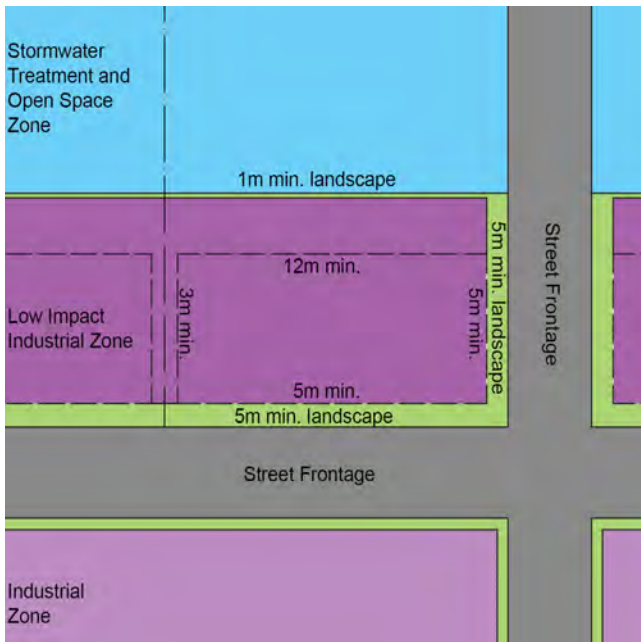 Stormwater
Treatment and
Open Space
Zone
1m min. landscape
12m min.
3m min.
5m min.
5m min. landscape
Street Frontage
Low Impact
Industrial Zone
5m min.
5m min. landscape
Street Frontage
Industrial
Zone